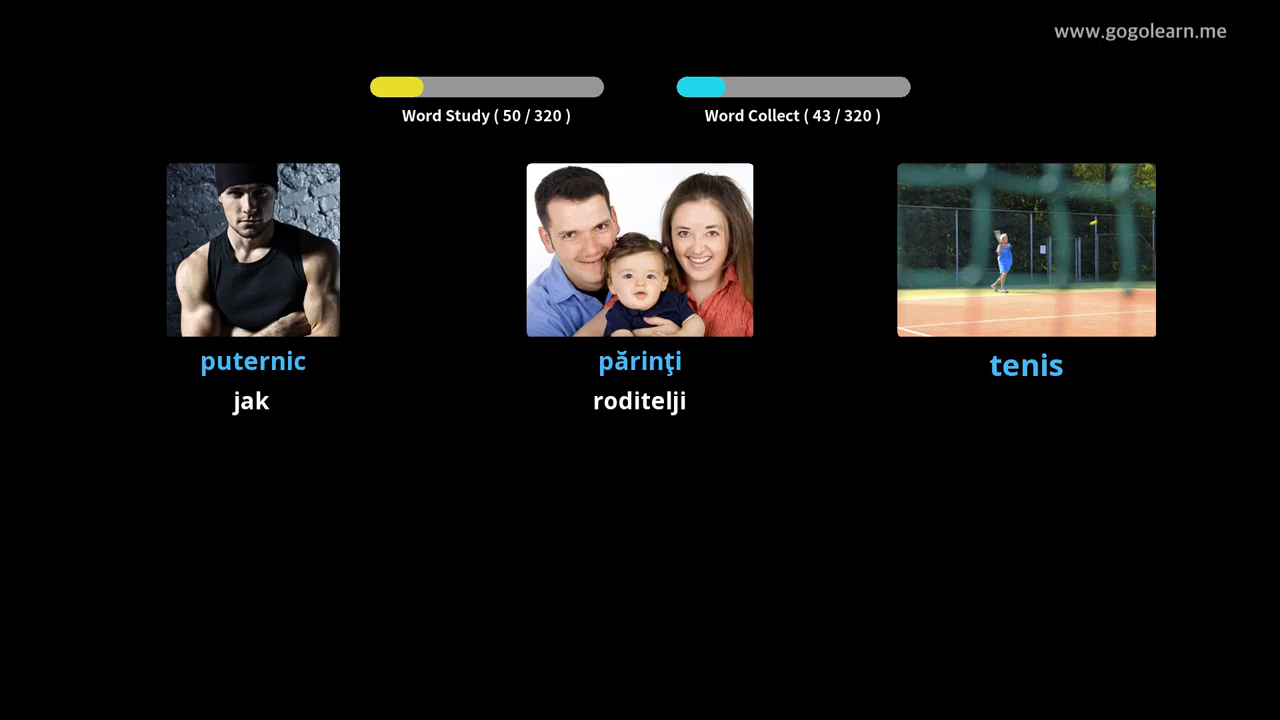 www.gogolearn.me
Word Study ( 50 / 320 )
Word Collect ( 43 / 320 )
puternic
părinţi
tenis
jak
roditelji